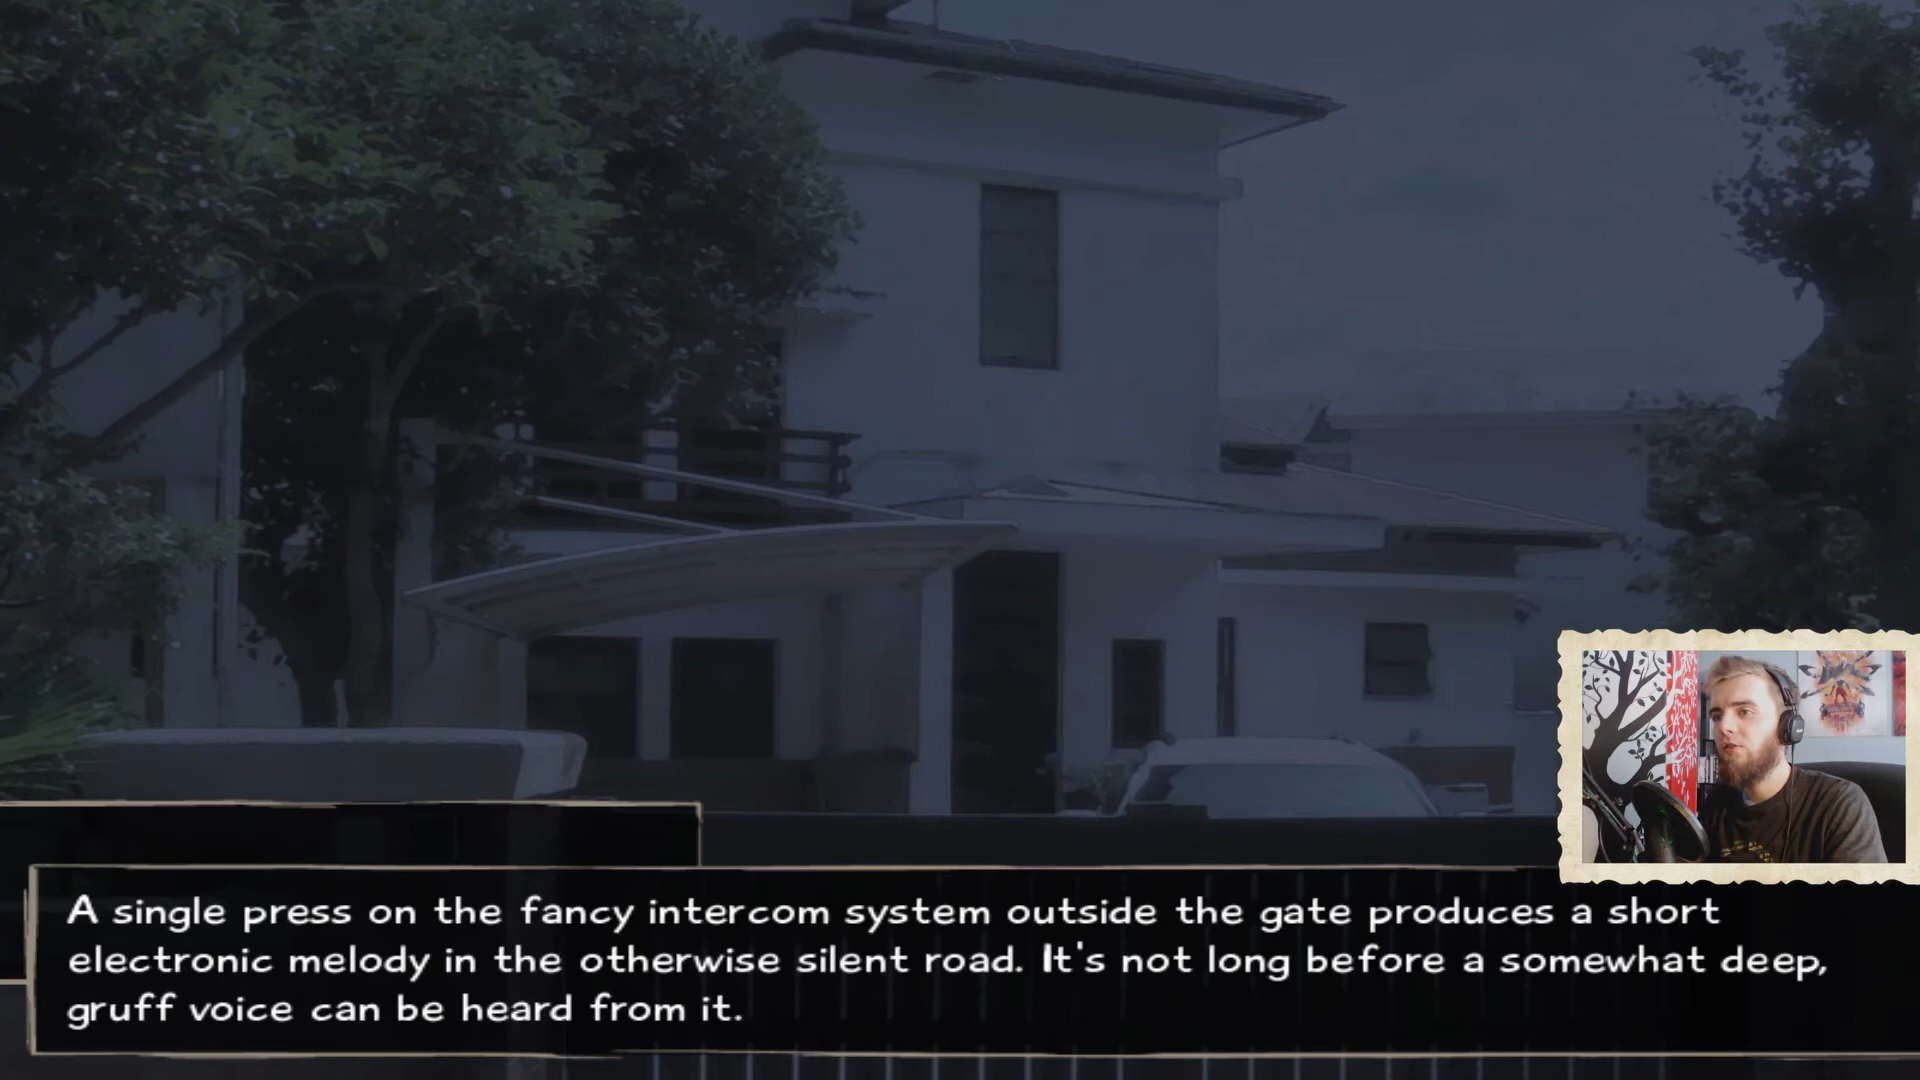 A single press on the fancy intercom system outside the gate produces a short
electronic melody in the otherwise silent road. It's not long before a somewhat deep,
gruff voice can be heard from it.